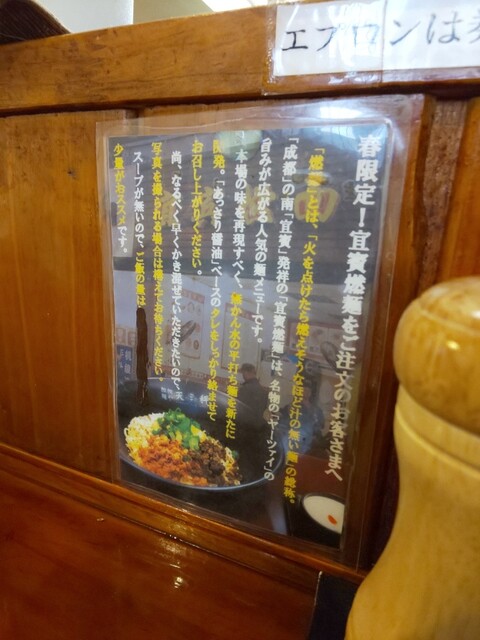 エプロンは
春限定！宜賓燃麺をご注文のお客さまへ
「燃麺」とは、「火を点けたら燃えそうなほど汁の無い麺」の総称。
「成都」の南「宜賓」発祥の「宜賓燃麺」は、名物の「ヤーツァイ」の
旨みが広がる人気の麺メニューです。
本場の味を再現すべく、無かん水の平打ち麺を新たに
開発。「あっさり醤油」ベースのタレをしっかり絡ませて
お召し上がりください。
尚、なるべく早くかき混ぜていただきたいので、
写真を撮られる場合は構えてお待ちください。
スープが無いので、ご飯の量は
少量がおススメです。